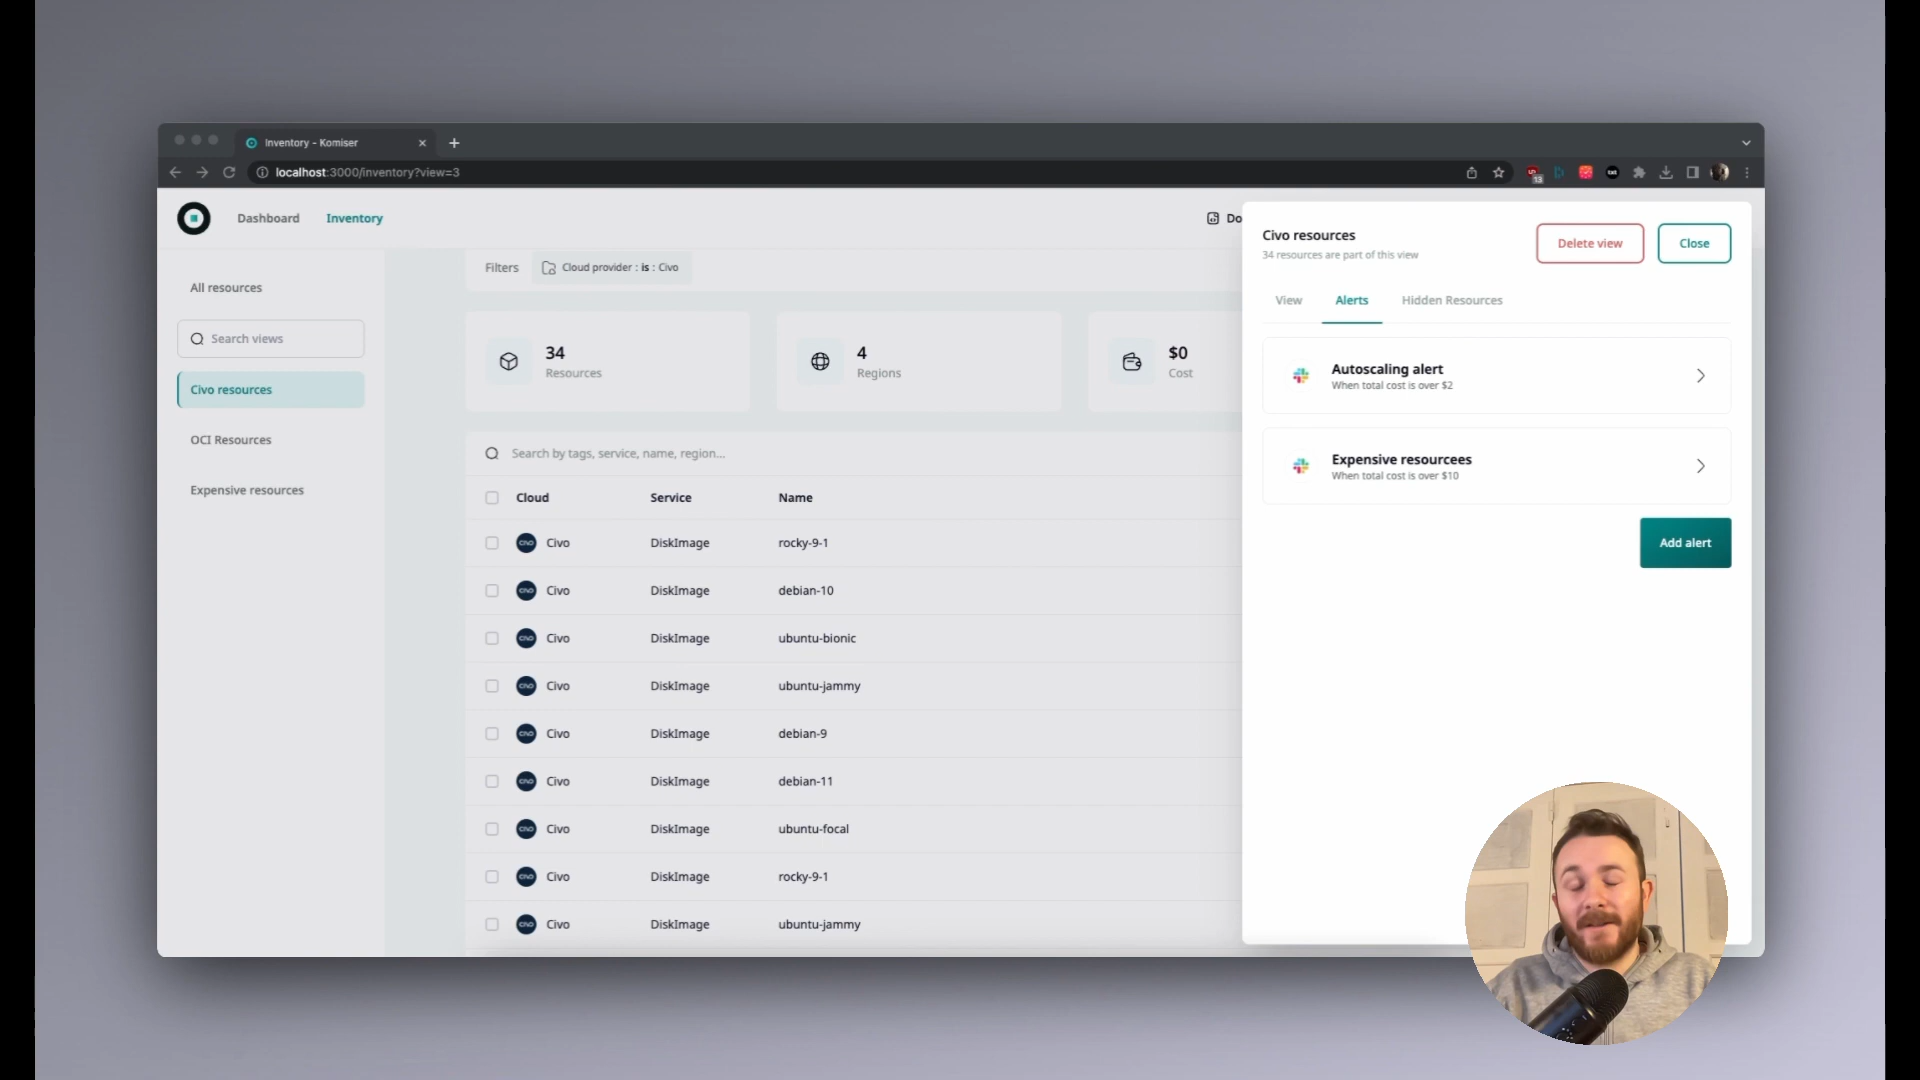 Inventory - Komiser
localhost:3000/inventory?view=3
13
Dashboard
Inventory
Do
All resources
Search views
Civo resources
OCI Resources
Expensive resources
Filters
Cloud provider : is : Civo
34
Resources
4
Regions
$0
Cost
Search by tags, service, name, region...
Cloud Service Name
Civo DiskImage rocky-9-1
Civo DiskImage debian-10
Civo DiskImage ubuntu-bionic
Civo DiskImage ubuntu-jammy
Civo DiskImage debian-9
Civo DiskImage debian-11
Civo DiskImage ubuntu-focal
Civo DiskImage rocky-9-1
Civo DiskImage ubuntu-jammy
Civo resources
34 resources are part of this view
Delete view
Close
View
Alerts
Hidden Resources
Autoscaling alert
When total cost is over $2
Expensive resourcees
When total cost is over $10
Add alert